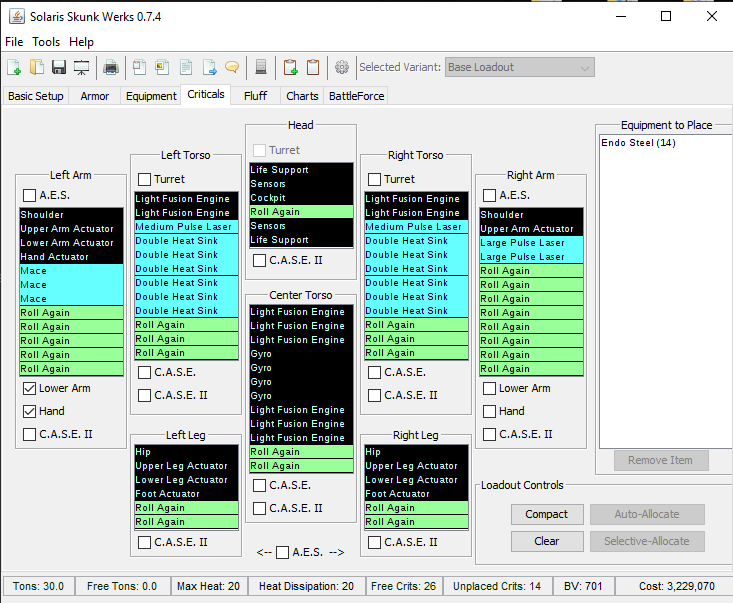 Solaris Skunk Werks 0.7.4
File Tools Help
Selected Variant: Base Loadout
Basic Setup Armor Equipment Criticals Fluff Charts BattleForce
Head
Turret
Life Support
Sensors
Cockpit
Roll Again
Sensors
Life Support
C.A.S.E. II
Left Torso
Turret
Light Fusion Engine
Light Fusion Engine
Medium Pulse Laser
Double Heat Sink
Double Heat Sink
Double Heat Sink
Double Heat Sink
Double Heat Sink
Double Heat Sink
Roll Again
Roll Again
Roll Again
C.A.S.E.
C.A.S.E. II
Right Torso
Turret
Light Fusion Engine
Light Fusion Engine
Medium Pulse Laser
Double Heat Sink
Double Heat Sink
Double Heat Sink
Double Heat Sink
Double Heat Sink
Double Heat Sink
Roll Again
Roll Again
Roll Again
C.A.S.E.
C.A.S.E. II
Left Arm
A.E.S.
Shoulder
Upper Arm Actuator
Lower Arm Actuator
Hand Actuator
Mace
Mace
Mace
Roll Again
Roll Again
Roll Again
Roll Again
Roll Again
Lower Arm
Hand
C.A.S.E. II
Right Arm
A.E.S.
Shoulder
Upper Arm Actuator
Large Pulse Laser
Large Pulse Laser
Roll Again
Roll Again
Roll Again
Roll Again
Roll Again
Roll Again
Roll Again
Roll Again
Lower Arm
Hand
C.A.S.E. II
Center Torso
Light Fusion Engine
Light Fusion Engine
Light Fusion Engine
Gyro
Gyro
Gyro
Gyro
Light Fusion Engine
Light Fusion Engine
Light Fusion Engine
Roll Again
Roll Again
C.A.S.E.
C.A.S.E. II
Left Leg
Hip
Upper Leg Actuator
Lower Leg Actuator
Foot Actuator
Roll Again
Roll Again
C.A.S.E. II
Right Leg
Hip
Upper Leg Actuator
Lower Leg Actuator
Foot Actuator
Roll Again
Roll Again
C.A.S.E. II
<-- A.E.S. -->
Equipment to Place
Endo Steel (14)
Remove Item
Loadout Controls
Compact Auto-Allocate
Clear Selective-Allocate
Tons: 30.0 Free Tons: 0.0 Max Heat: 20 Heat Dissipation: 20 Free Crits: 26 Unplaced Crits: 14 BV: 701 Cost: 3,229,070